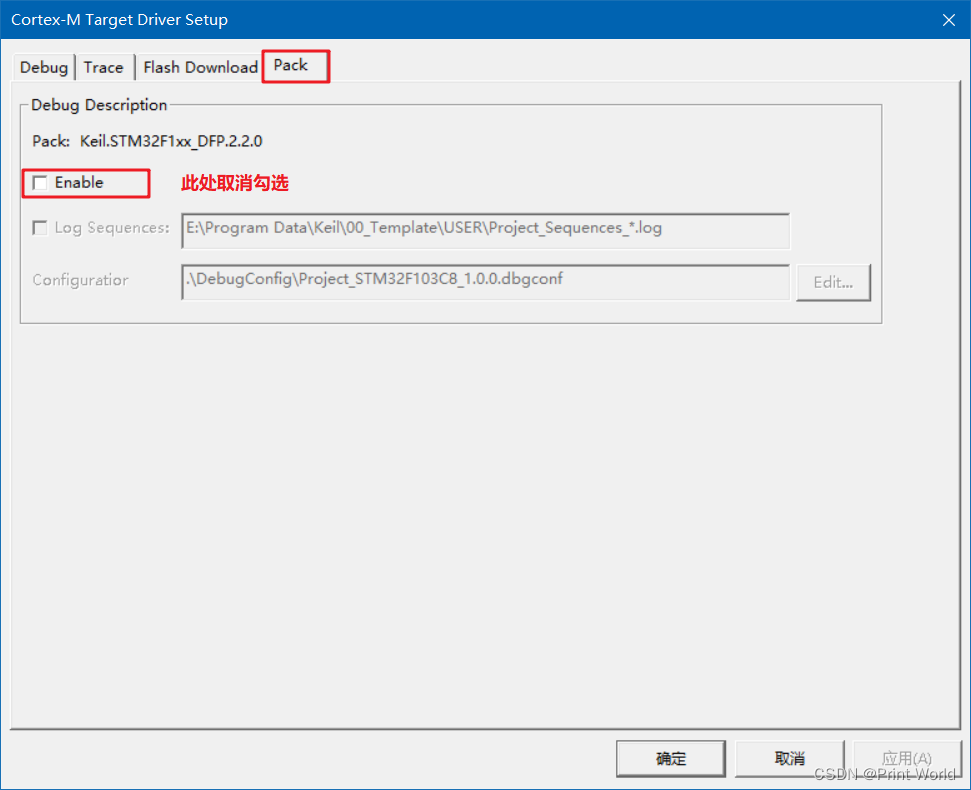 Cortex-M Target Driver Setup
Debug Trace Flash Download Pack
Debug Description
Pack: Keil.STM32F1xx_DFP.2.2.0
Enable 此处取消勾选
Log Sequences: E:\Program Data\Keil\00_Template\USER\Project_Sequences_*.log
Configuratior .\DebugConfig\Project_STM32F103C8_1.0.0.dbgconf Edit...
确定 取消 应用(A)
CSDN @Print World